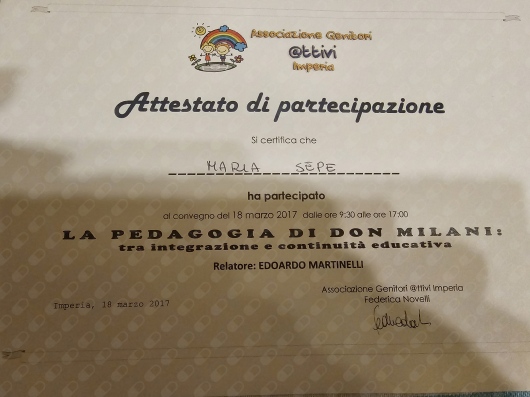 Associazione Genitori
@ttivi
Imperia
Attestato di partecipazione
Si certifica che
MARIA SEPE
ha partecipato
al convegno del 18 marzo 2017 dalle ore 9:30 alle ore 17:00
LA PEDAGOGIA DI DON MILANI:
tra integrazione e continuità educativa
Relatore: EDOARDO MARTINELLI
Associazione Genitori @ttivi Imperia
Federica Novelli
Imperia, 18 marzo 2017